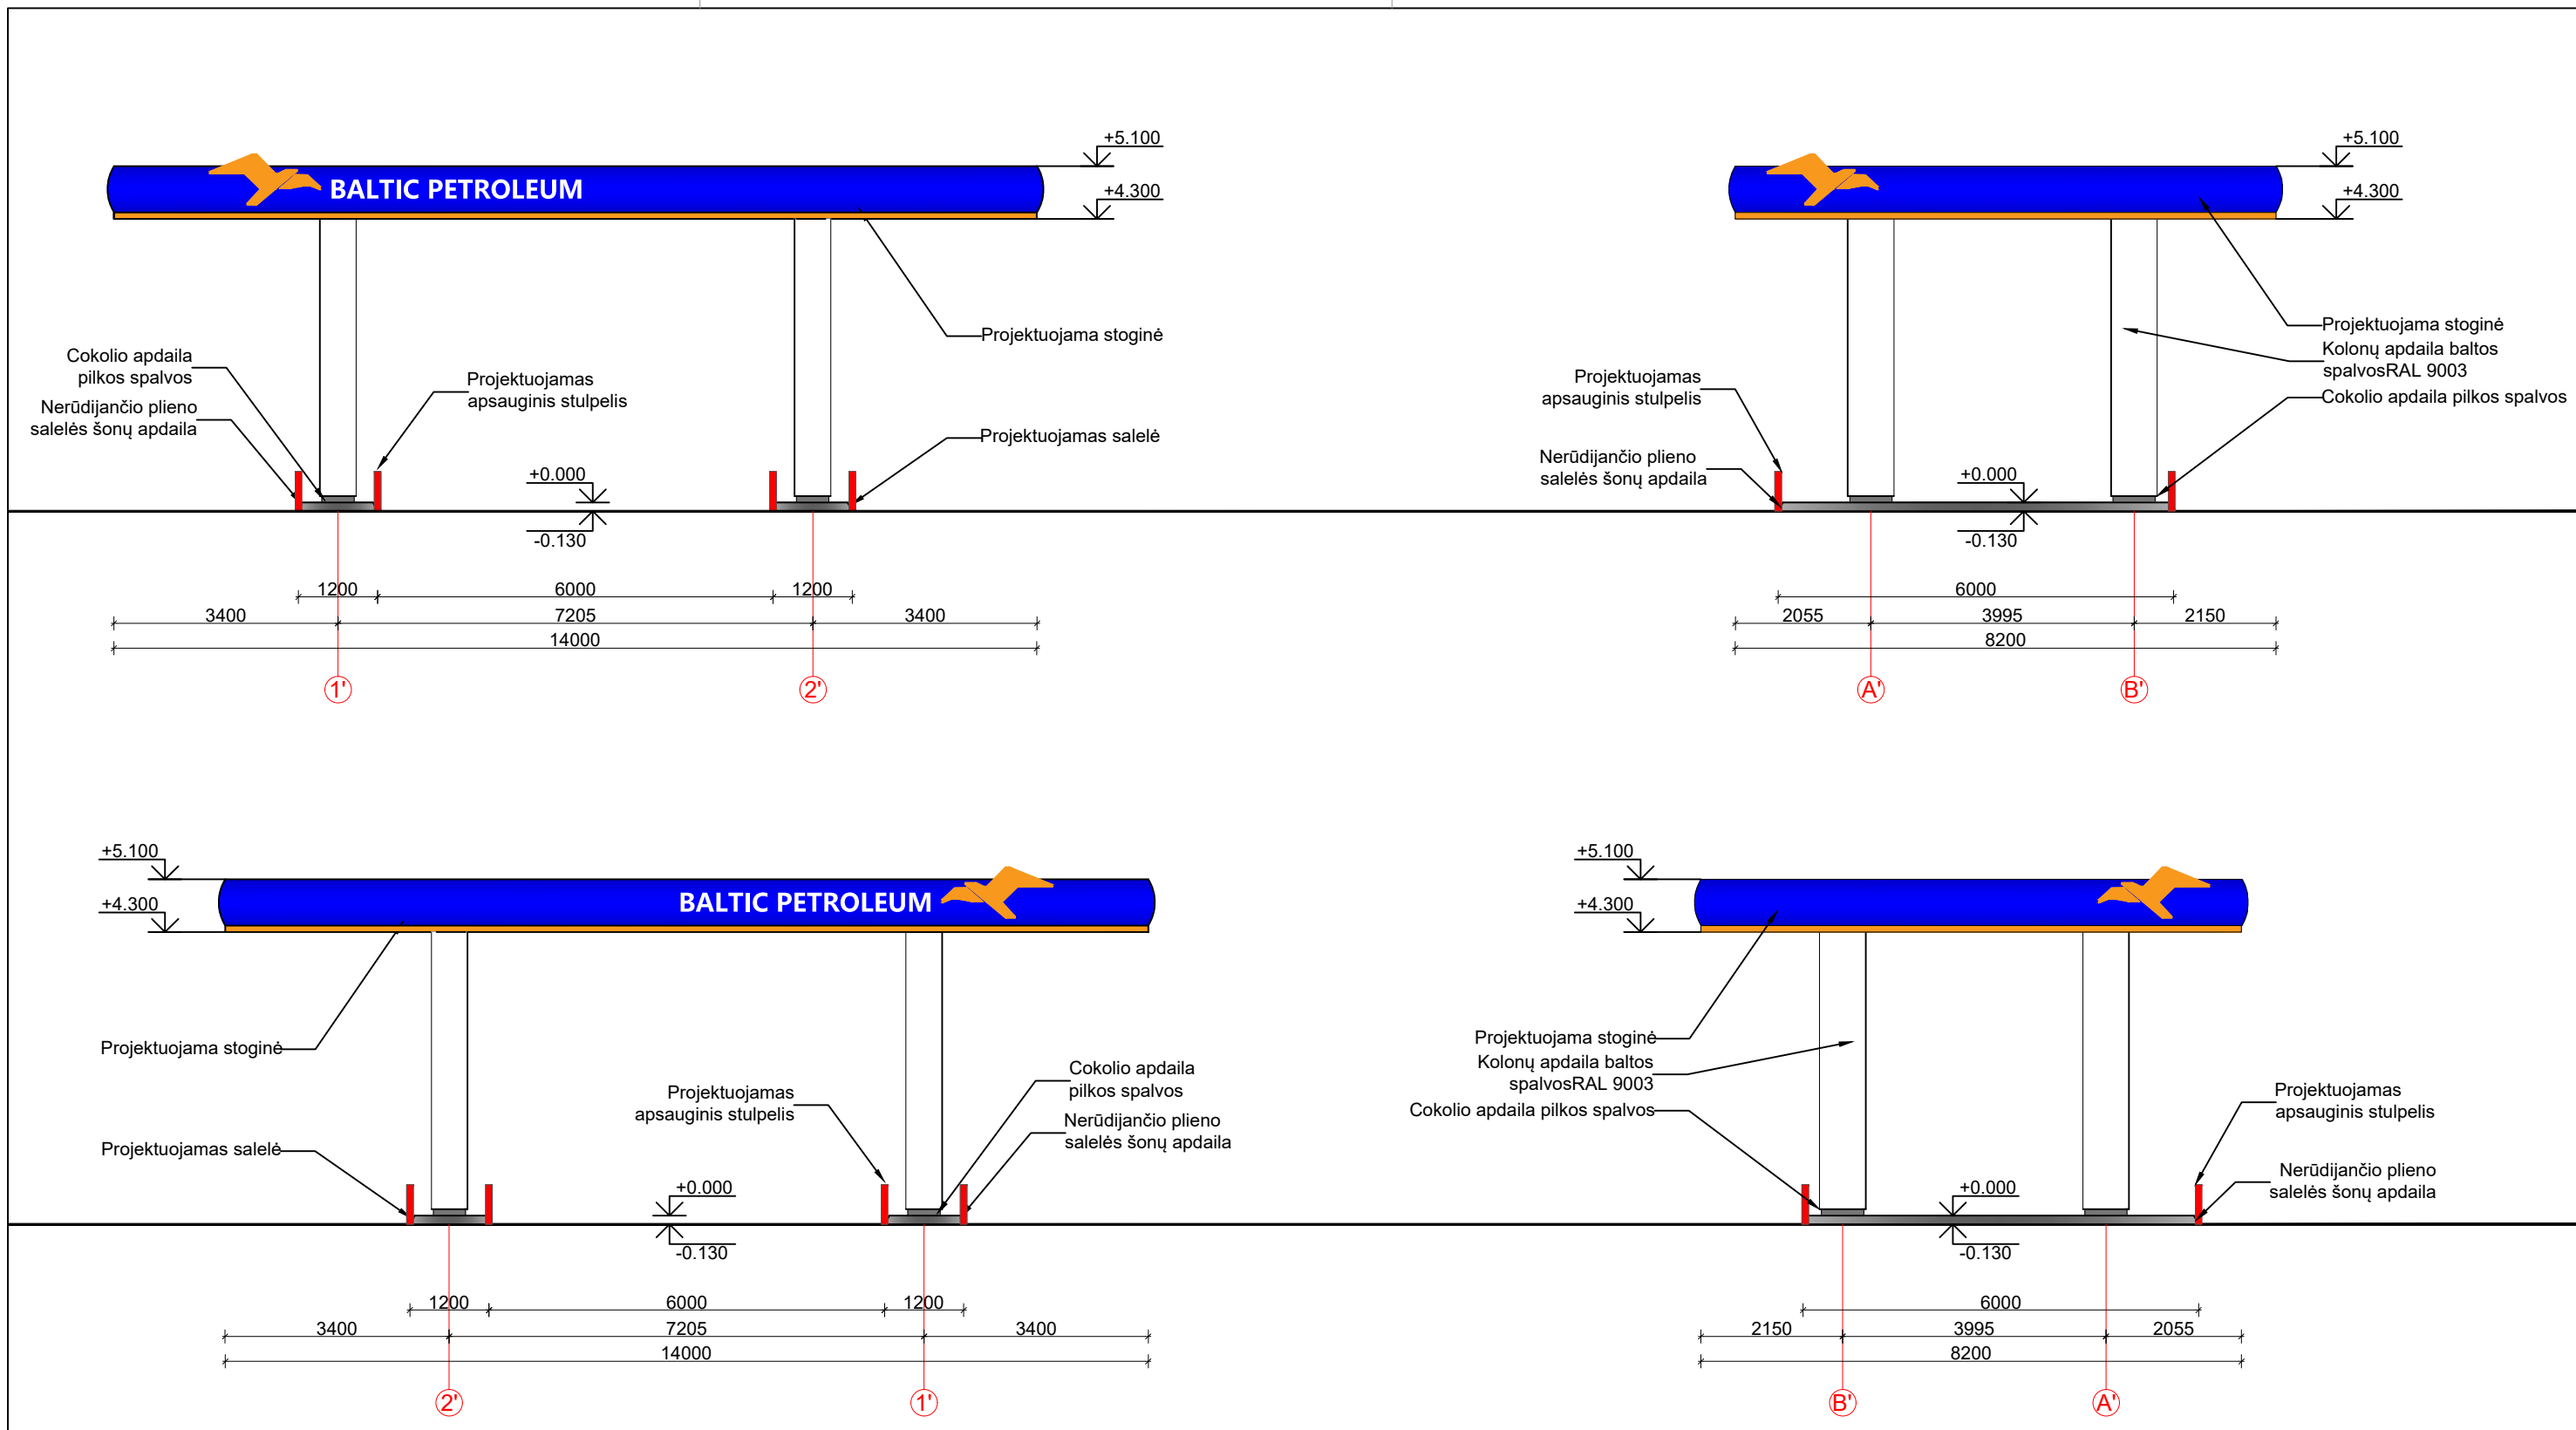 +5.100
BALTIC PETROLEUM
+4.300
Projektuojama stoginė
Cokolio apdaila
pilkos spalvos
Projektuojamas
apsauginis stulpelis
Nerūdijančio plieno
salelės šonų apdaila
Projektuojamas salelė
+0.000
-0.130
1200
6000
1200
3400
7205
3400
14000
1'
2'
+5.100
+4.300
Projektuojama stoginė
Kolonų apdaila baltos
spalvosRAL 9003
Cokolio apdaila pilkos spalvos
Projektuojamas
apsauginis stulpelis
Nerūdijančio plieno
salelės šonų apdaila
+0.000
-0.130
6000
2055
3995
2150
8200
A'
B'
+5.100
BALTIC PETROLEUM
+4.300
Projektuojama stoginė
Cokolio apdaila
pilkos spalvos
Projektuojamas
apsauginis stulpelis
Nerūdijančio plieno
salelės šonų apdaila
Projektuojamas salelė
+0.000
-0.130
1200
6000
1200
3400
7205
3400
14000
2'
1'
+5.100
+4.300
Projektuojama stoginė
Kolonų apdaila baltos
spalvosRAL 9003
Cokolio apdaila pilkos spalvos
Projektuojamas
apsauginis stulpelis
Nerūdijančio plieno
salelės šonų apdaila
+0.000
-0.130
6000
2150
3995
2055
8200
B'
A'